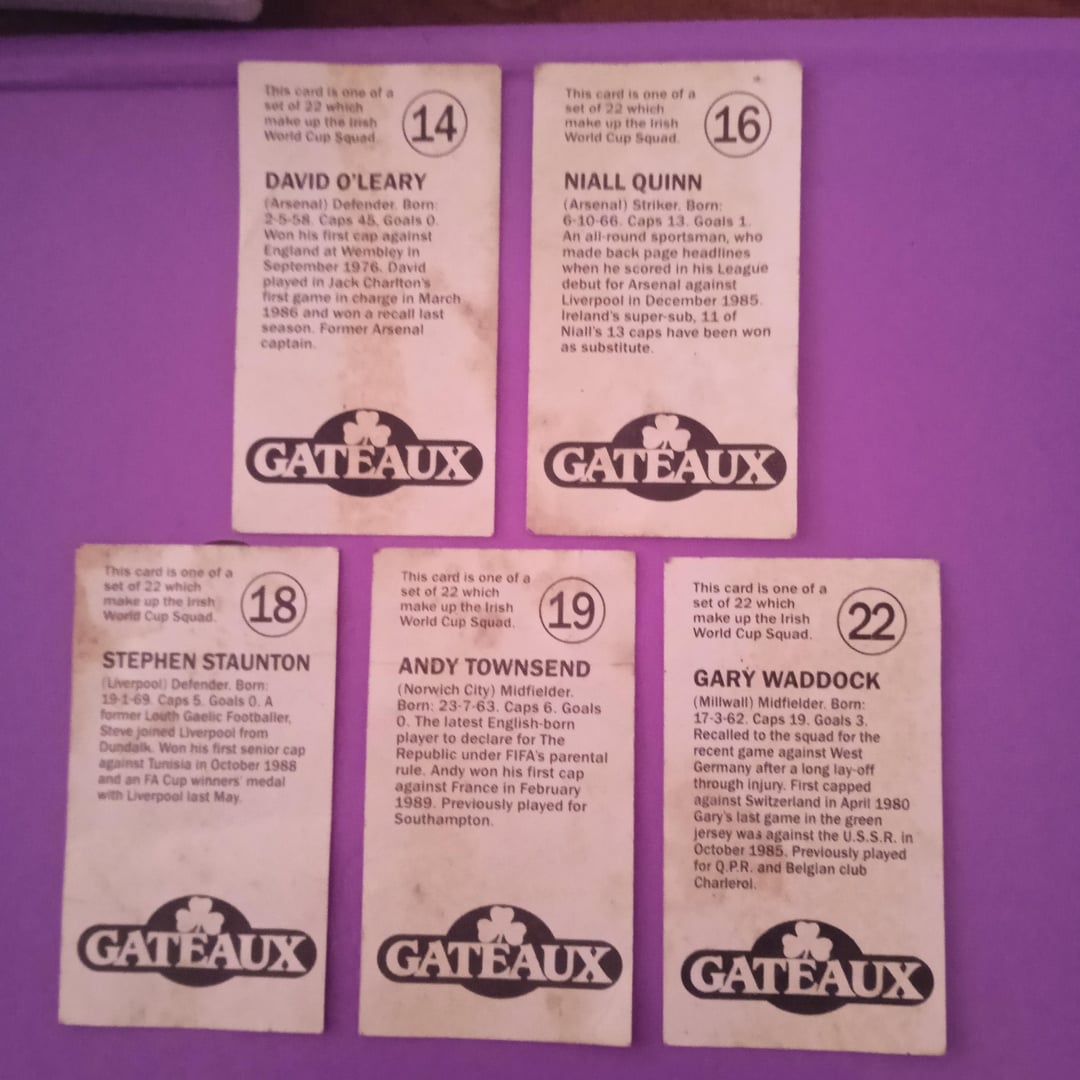 This card is one of a
set of 22 which
make up the Irish
World Cup Squad.
14
DAVID O'LEARY
(Arsenal) Defender. Born:
2-5-58. Caps 45. Goals 0.
Won his first cap against
England at Wembley in
September 1976. David
played in Jack Charlton's
first game in charge in March
1986 and won a recall last
season. Former Arsenal
captain.
GATEAUX
This card is one of a
set of 22 which
make up the Irish
World Cup Squad.
16
NIALL QUINN
(Arsenal) Striker. Born:
6-10-66. Caps 13. Goals 1.
An all-round sportsman, who
made back page headlines
when he scored in his League
debut for Arsenal against
Liverpool in December 1985.
Ireland's super-sub, 11 of
Niall's 13 caps have been won
as substitute.
GATEAUX
This card is one of a
set of 22 which
make up the Irish
World Cup Squad.
18
STEPHEN STAUNTON
(Liverpool) Defender. Born:
19-1-69. Caps 5. Goals 0. A
former Louth Gaelic Footballer,
Steve joined Liverpool from
Dundalk. Won his first senior cap
against Tunisia in October 1988
and an FA Cup winners' medal
with Liverpool last May.
GATEAUX
This card is one of a
set of 22 which
make up the Irish
World Cup Squad.
19
ANDY TOWNSEND
(Norwich City) Midfielder.
Born: 23-7-63. Caps 6. Goals
0. The latest English-born
player to declare for The
Republic under FIFA's parental
rule. Andy won his first cap
against France in February
1989. Previously played for
Southampton.
GATEAUX
This card is one of a
set of 22 which
make up the Irish
World Cup Squad.
22
GARY WADDOCK
(Millwall) Midfielder. Born:
17-3-62. Caps 19. Goals 3.
Recalled to the squad for the
recent game against West
Germany after a long lay-off
through injury. First capped
against Switzerland in April 1980
Gary's last game in the green
jersey was against the U.S.S.R. in
October 1985. Previously played
for Q.P.R. and Belgian club
Charleroi.
GATEAUX